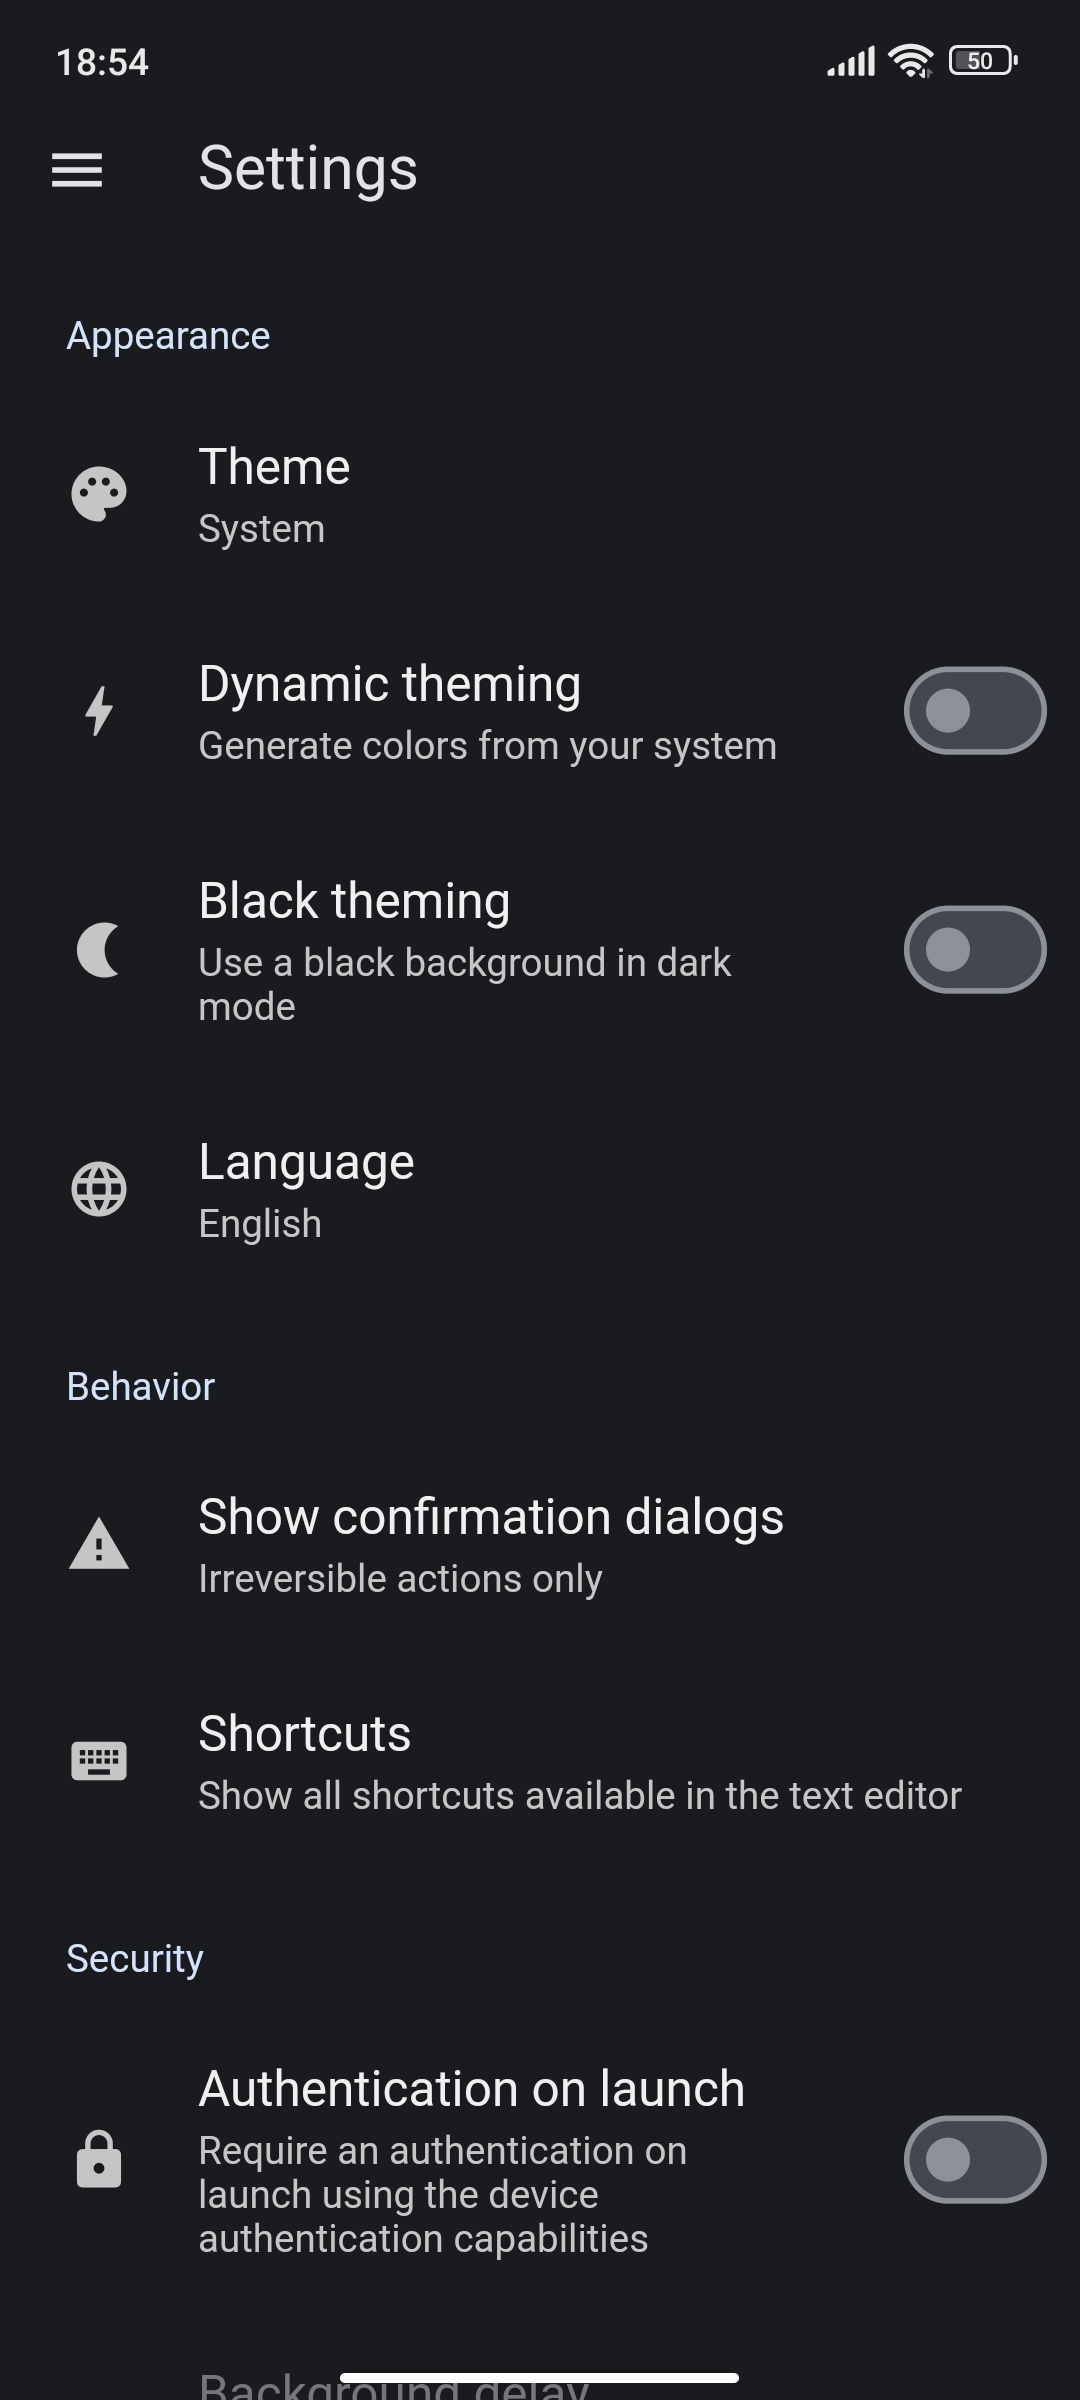 18:54
50
Settings
Appearance
Theme
System
Dynamic theming
Generate colors from your system
Black theming
Use a black background in dark
mode
Language
English
Behavior
Show confirmation dialogs
Irreversible actions only
Shortcuts
Show all shortcuts available in the text editor
Security
Authentication on launch
Require an authentication on
launch using the device
authentication capabilities
Background delay